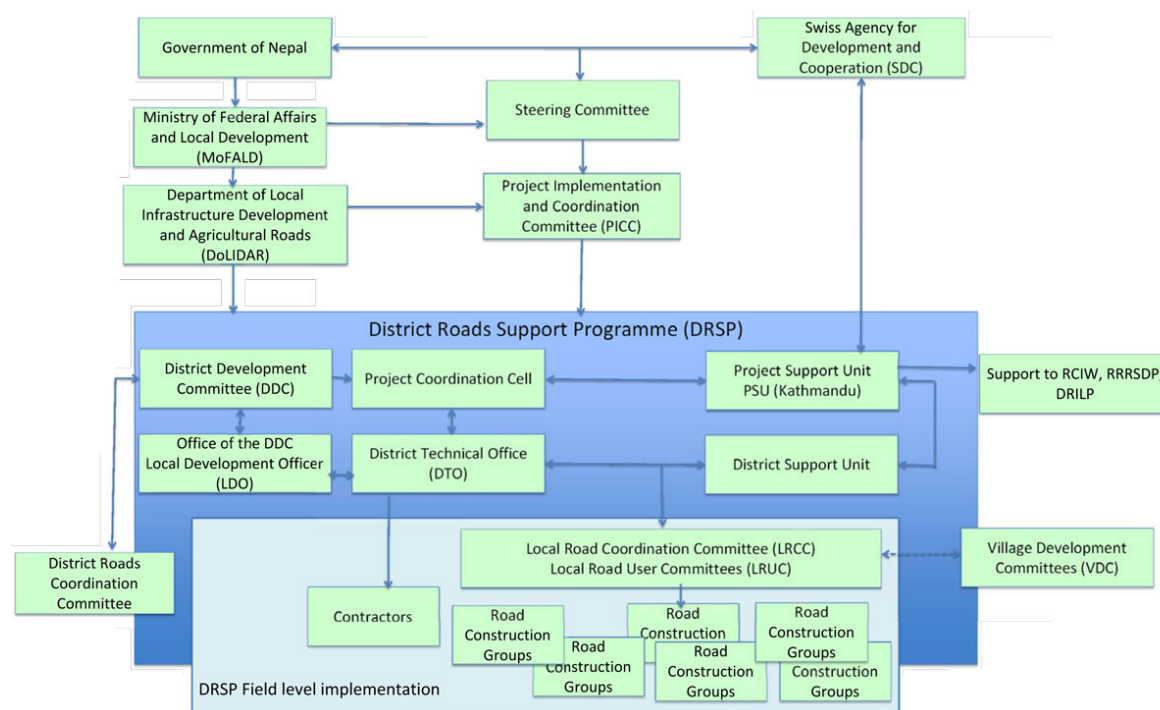 Government of Nepal
Swiss Agency for
Development and
Cooperation (SDC)
Ministry of Federal Affairs
and Local Development
(MoFALD)
Steering Committee
Department of Local
Infrastructure Development
and Agricultural Roads
(DoLIDAR)
Project Implementation
and Coordination
Committee (PICC)
District Roads Support Programme (DRSP)
District Development
Committee (DDC)
Project Coordination Cell
Project Support Unit
PSU (Kathmandu)
Support to RCIW, RRRSDP,
DRILP
Office of the DDC
Local Development Officer
(LDO)
District Technical Office
(DTO)
District Support Unit
District Roads
Coordination
Committee
Local Road Coordination Committee (LRCC)
Local Road User Committees (LRUC)
Village Development
Committees (VDC)
Contractors
Road
Construction
Groups
Road
Construction
Road
Construction
Groups
Road
Construction
Groups
Road
Construction
Groups
Construction
Groups
DRSP Field level implementation